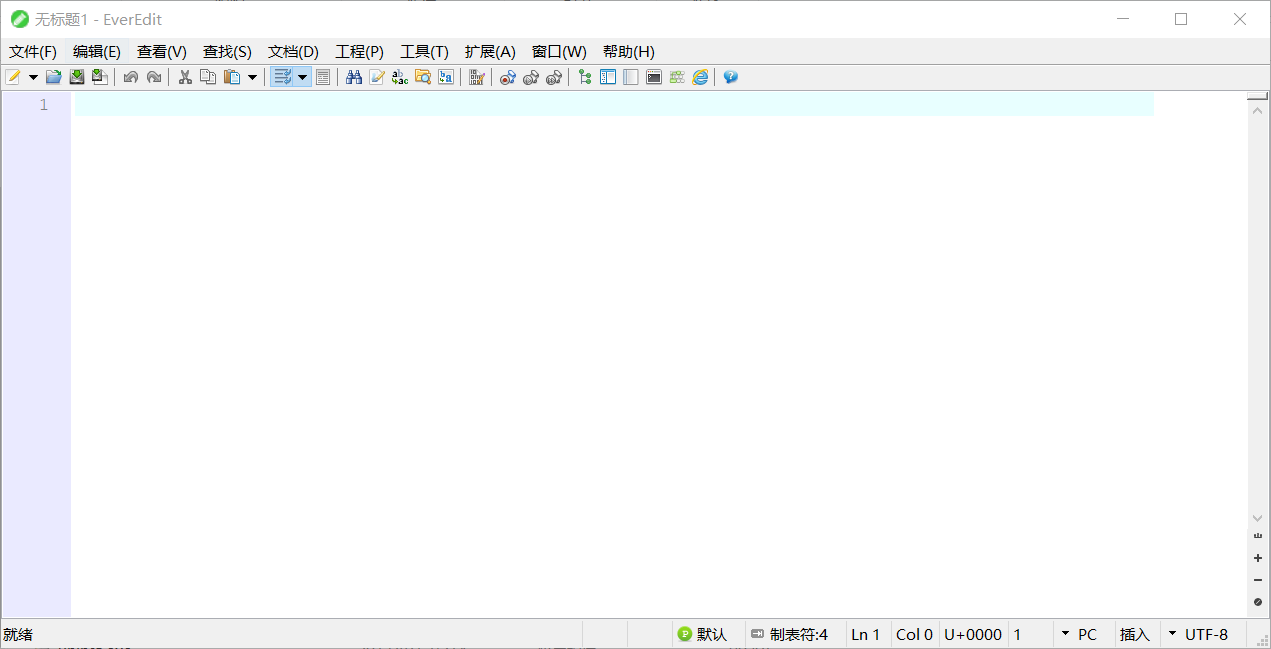 无标题1 - EverEdit
文件(F) 编辑(E) 查看(V) 查找(S) 文档(D) 工程(P) 工具(T) 扩展(A) 窗口(W) 帮助(H)
1
就绪 默认 制表符:4 Ln 1 Col 0 U+0000 1 PC 插入 UTF-8